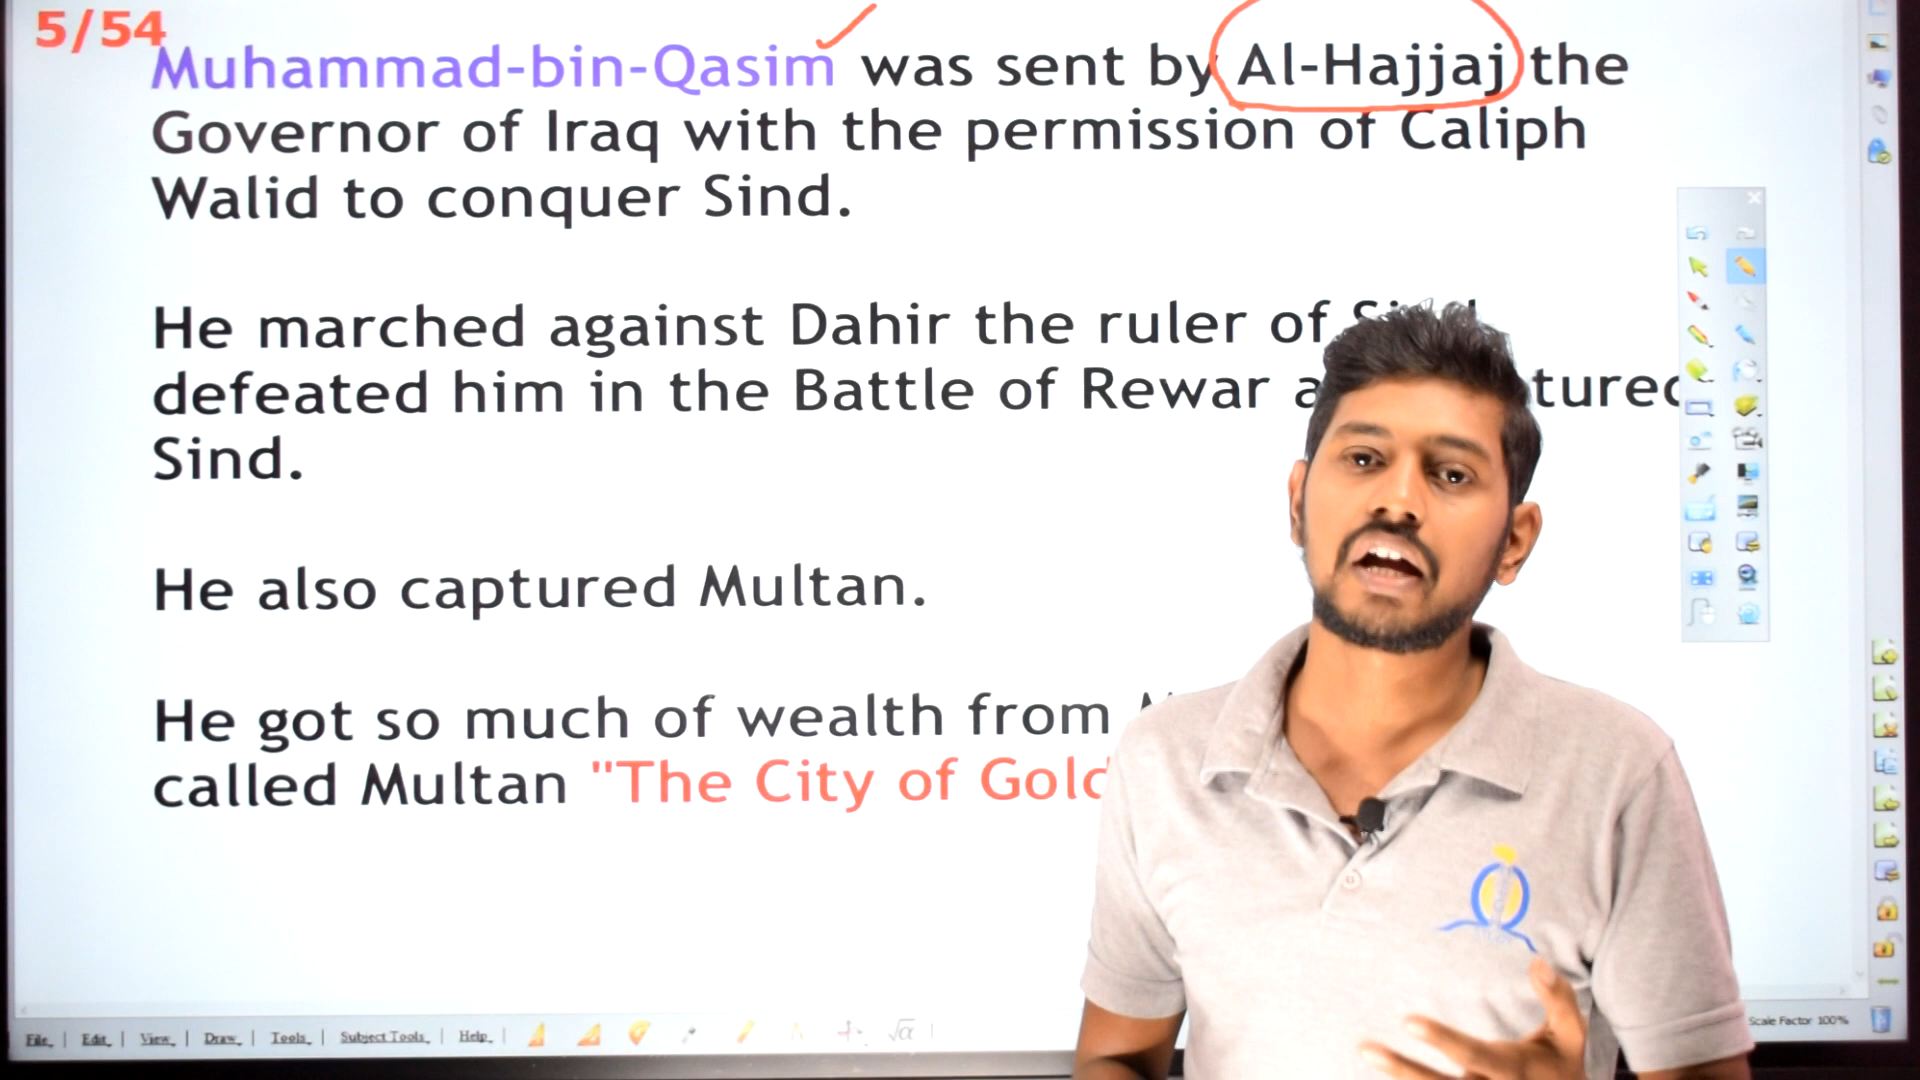 5/54
Muhammad-bin-Qasim was sent by Al-Hajjaj the
Governor of Iraq with the permission of Caliph
Walid to conquer Sind.
He marched against Dahir the ruler of Sind
defeated him in the Battle of Rewar
Sind.
He also captured Multan.
He got so much of wealth from
called Multan "The City of Gold
File Edit View Draw Tools Subject Tools Help
Scale Factor 100%